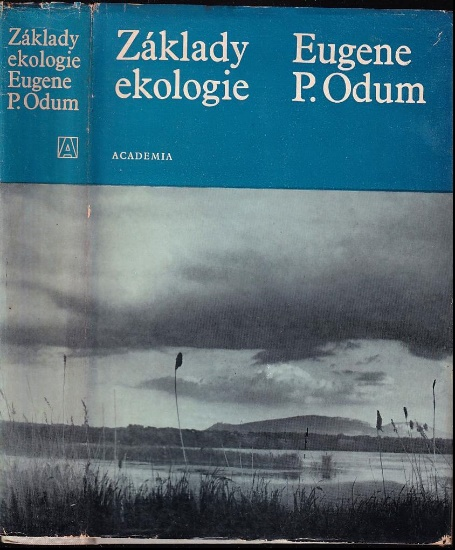 Základy
ekologie
Eugene
P. Odum
A
Základy
ekologie
Eugene
P. Odum
ACADEMIA